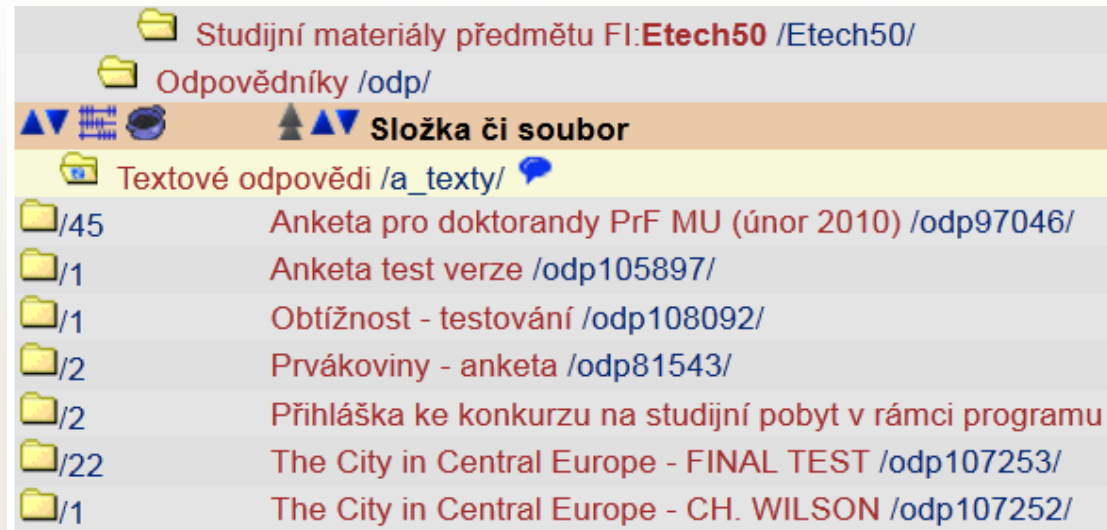 Studijní materiály předmětu FI:Etech50 /Etech50/
Odpovědníky /odp/
Složka či soubor
Textové odpovědi /a_texty/
/45 Anketa pro doktorandy PrF MU (únor 2010) /odp97046/
/1 Anketa test verze /odp105897/
/1 Obtížnost - testování /odp108092/
/2 Prvákoviny - anketa /odp81543/
/2 Přihláška ke konkurzu na studijní pobyt v rámci programu
/22 The City in Central Europe - FINAL TEST /odp107253/
/1 The City in Central Europe - CH. WILSON /odp107252/